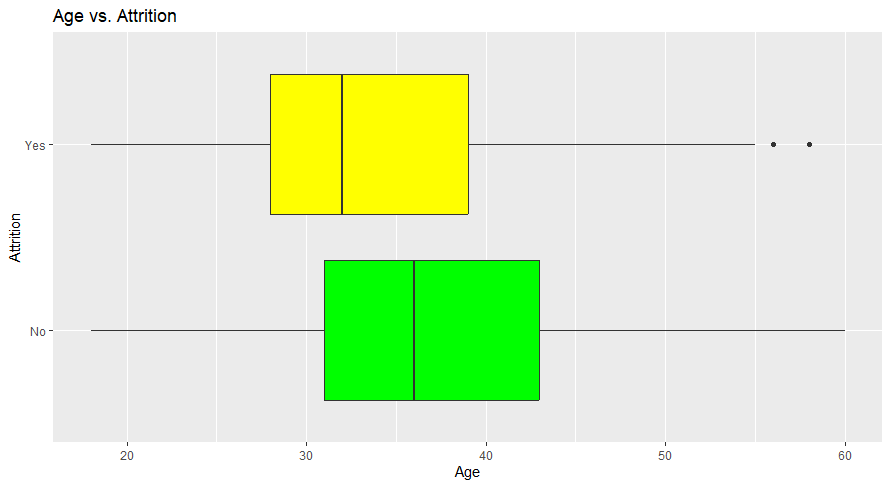 Age vs. Attrition
Attrition
Yes
No
20 30 40 50 60
Age